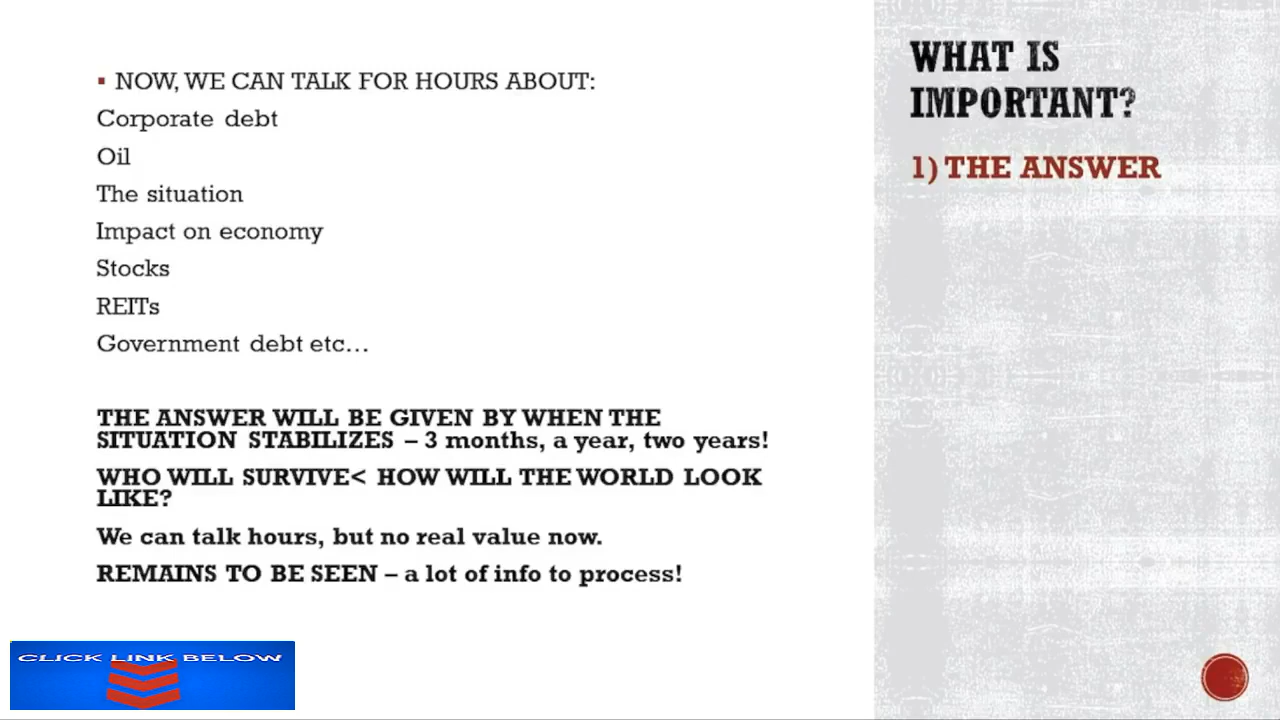 ▪ NOW, WE CAN TALK FOR HOURS ABOUT:
Corporate debt
Oil
The situation
Impact on economy
Stocks
REITs
Government debt etc…
THE ANSWER WILL BE GIVEN BY WHEN THE
SITUATION STABILIZES – 3 months, a year, two years!
WHO WILL SURVIVE< HOW WILL THE WORLD LOOK
LIKE?
We can talk hours, but no real value now.
REMAINS TO BE SEEN – a lot of info to process!
WHAT IS
IMPORTANT?
1) THE ANSWER
CLICK LINK BELOW